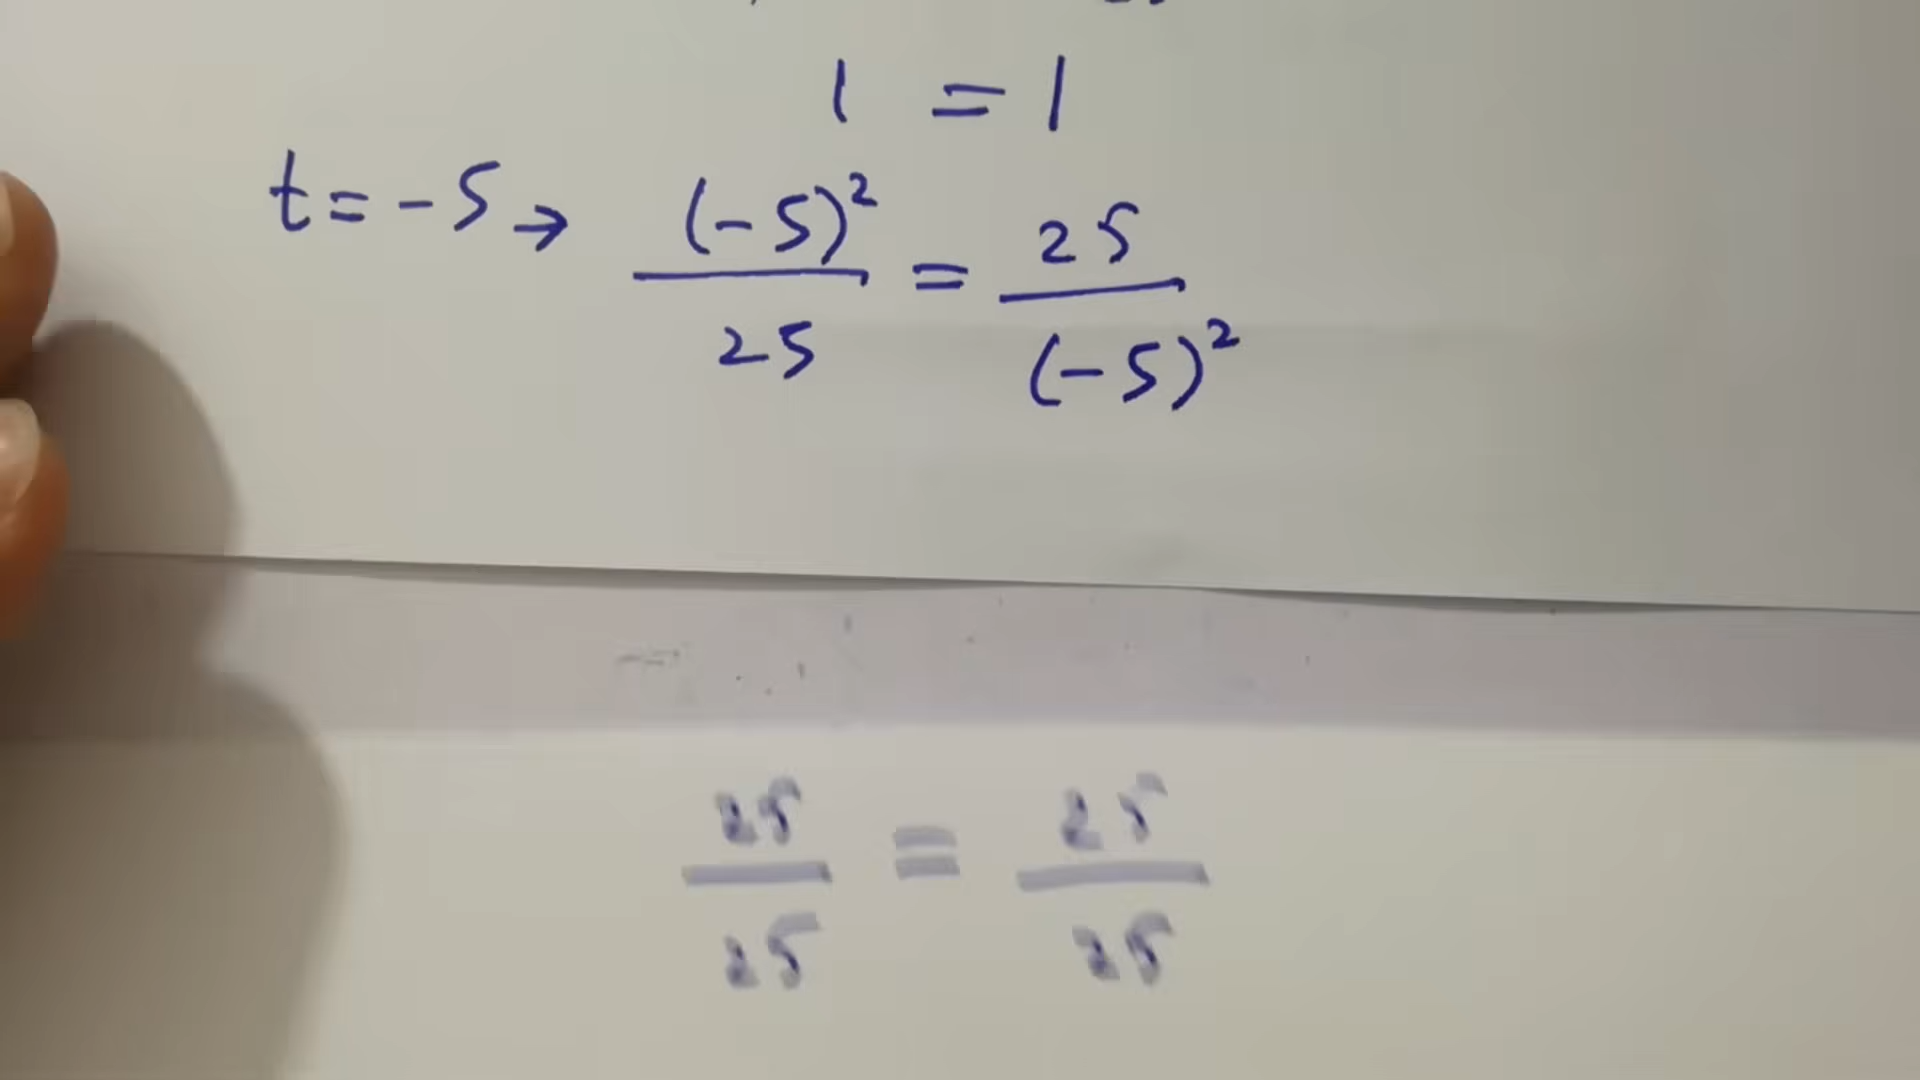 1 = 1
t = -5 → (-5)² / 25 = 25 / (-5)²
25 / 25 = 25 / 25